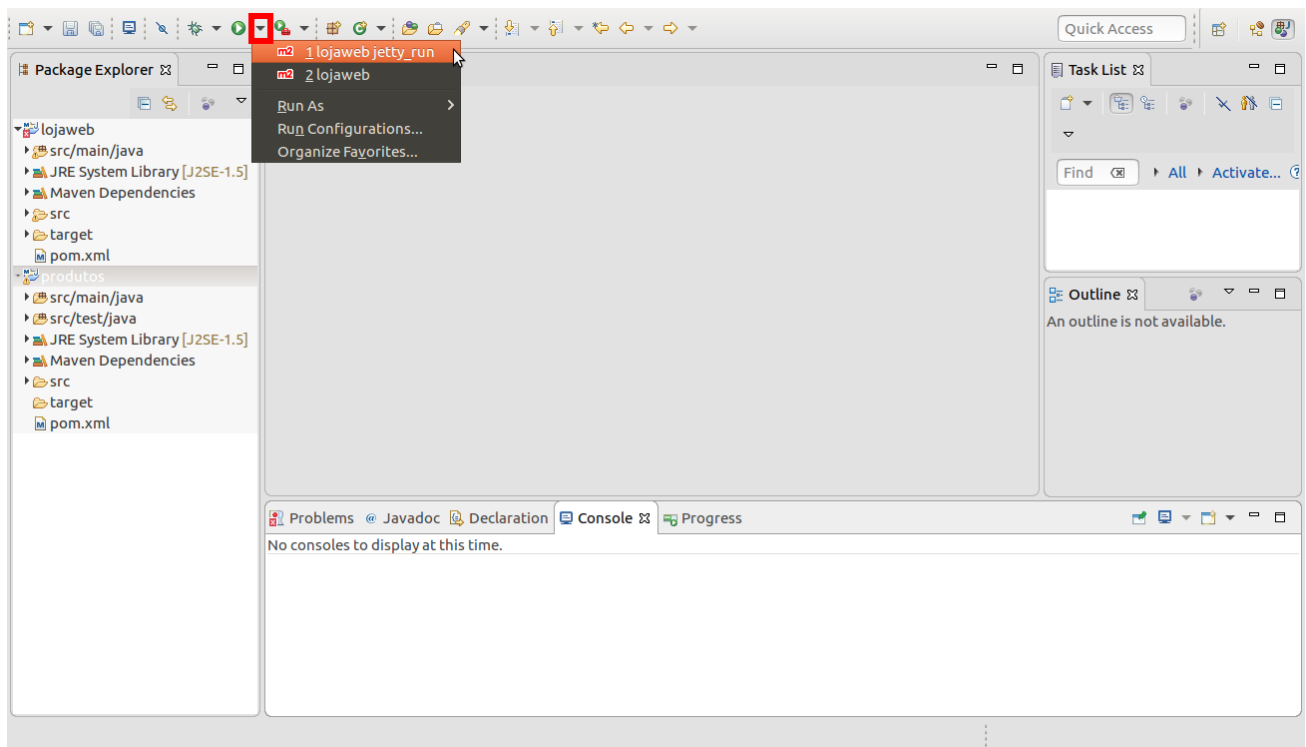 Quick Access
m2 1 lojaweb jetty_run
m2 2 lojaweb
Run As
Run Configurations...
Organize Favorites...
Package Explorer
lojaweb
src/main/java
JRE System Library [J2SE-1.5]
Maven Dependencies
src
target
pom.xml
produtos
src/main/java
src/test/java
JRE System Library [J2SE-1.5]
Maven Dependencies
src
target
pom.xml
Task List
Find All Activate...
Outline
An outline is not available.
Problems @ Javadoc Declaration Console Progress
No consoles to display at this time.